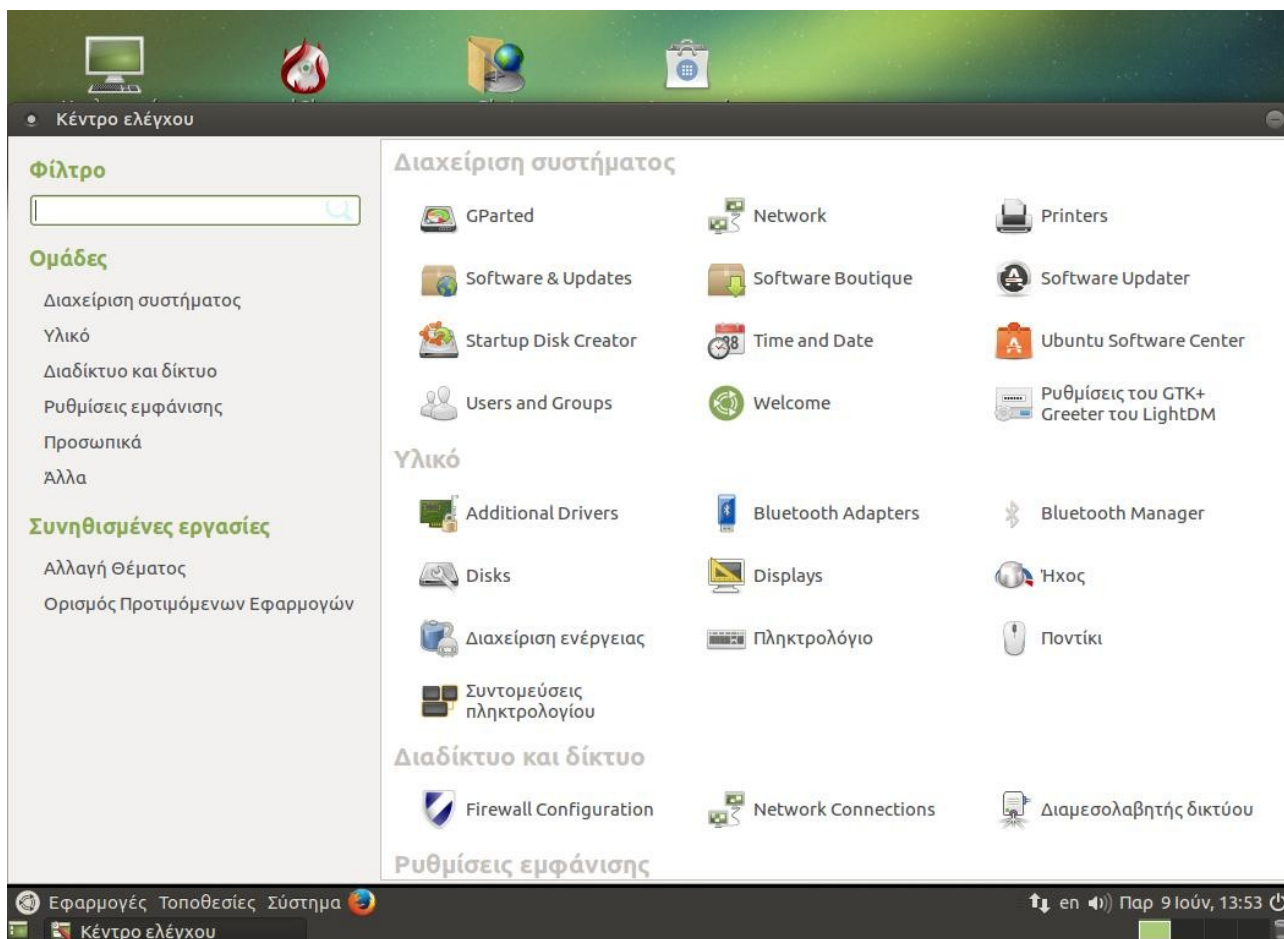 Κέντρο ελέγχου
Φίλτρο
Ομάδες
Διαχείριση συστήματος
Υλικό
Διαδίκτυο και δίκτυο
Ρυθμίσεις εμφάνισης
Προσωπικά
Άλλα
Συνηθισμένες εργασίες
Αλλαγή Θέματος
Ορισμός Προτιμόμενων Εφαρμογών
Διαχείριση συστήματος
GParted
Network
Printers
Software & Updates
Software Boutique
Software Updater
Startup Disk Creator
Time and Date
Ubuntu Software Center
Users and Groups
Welcome
Ρυθμίσεις του GTK+
Greeter του LightDM
Υλικό
Additional Drivers
Bluetooth Adapters
Bluetooth Manager
Disks
Displays
Ήχος
Διαχείριση ενέργειας
Πληκτρολόγιο
Ποντίκι
Συντομεύσεις
πληκτρολογίου
Διαδίκτυο και δίκτυο
Firewall Configuration
Network Connections
Διαμεσολαβητής δικτύου
Ρυθμίσεις εμφάνισης
Εφαρμογές Τοποθεσίες Σύστημα
en Παρ 9 Ιούν, 13:53
Κέντρο ελέγχου